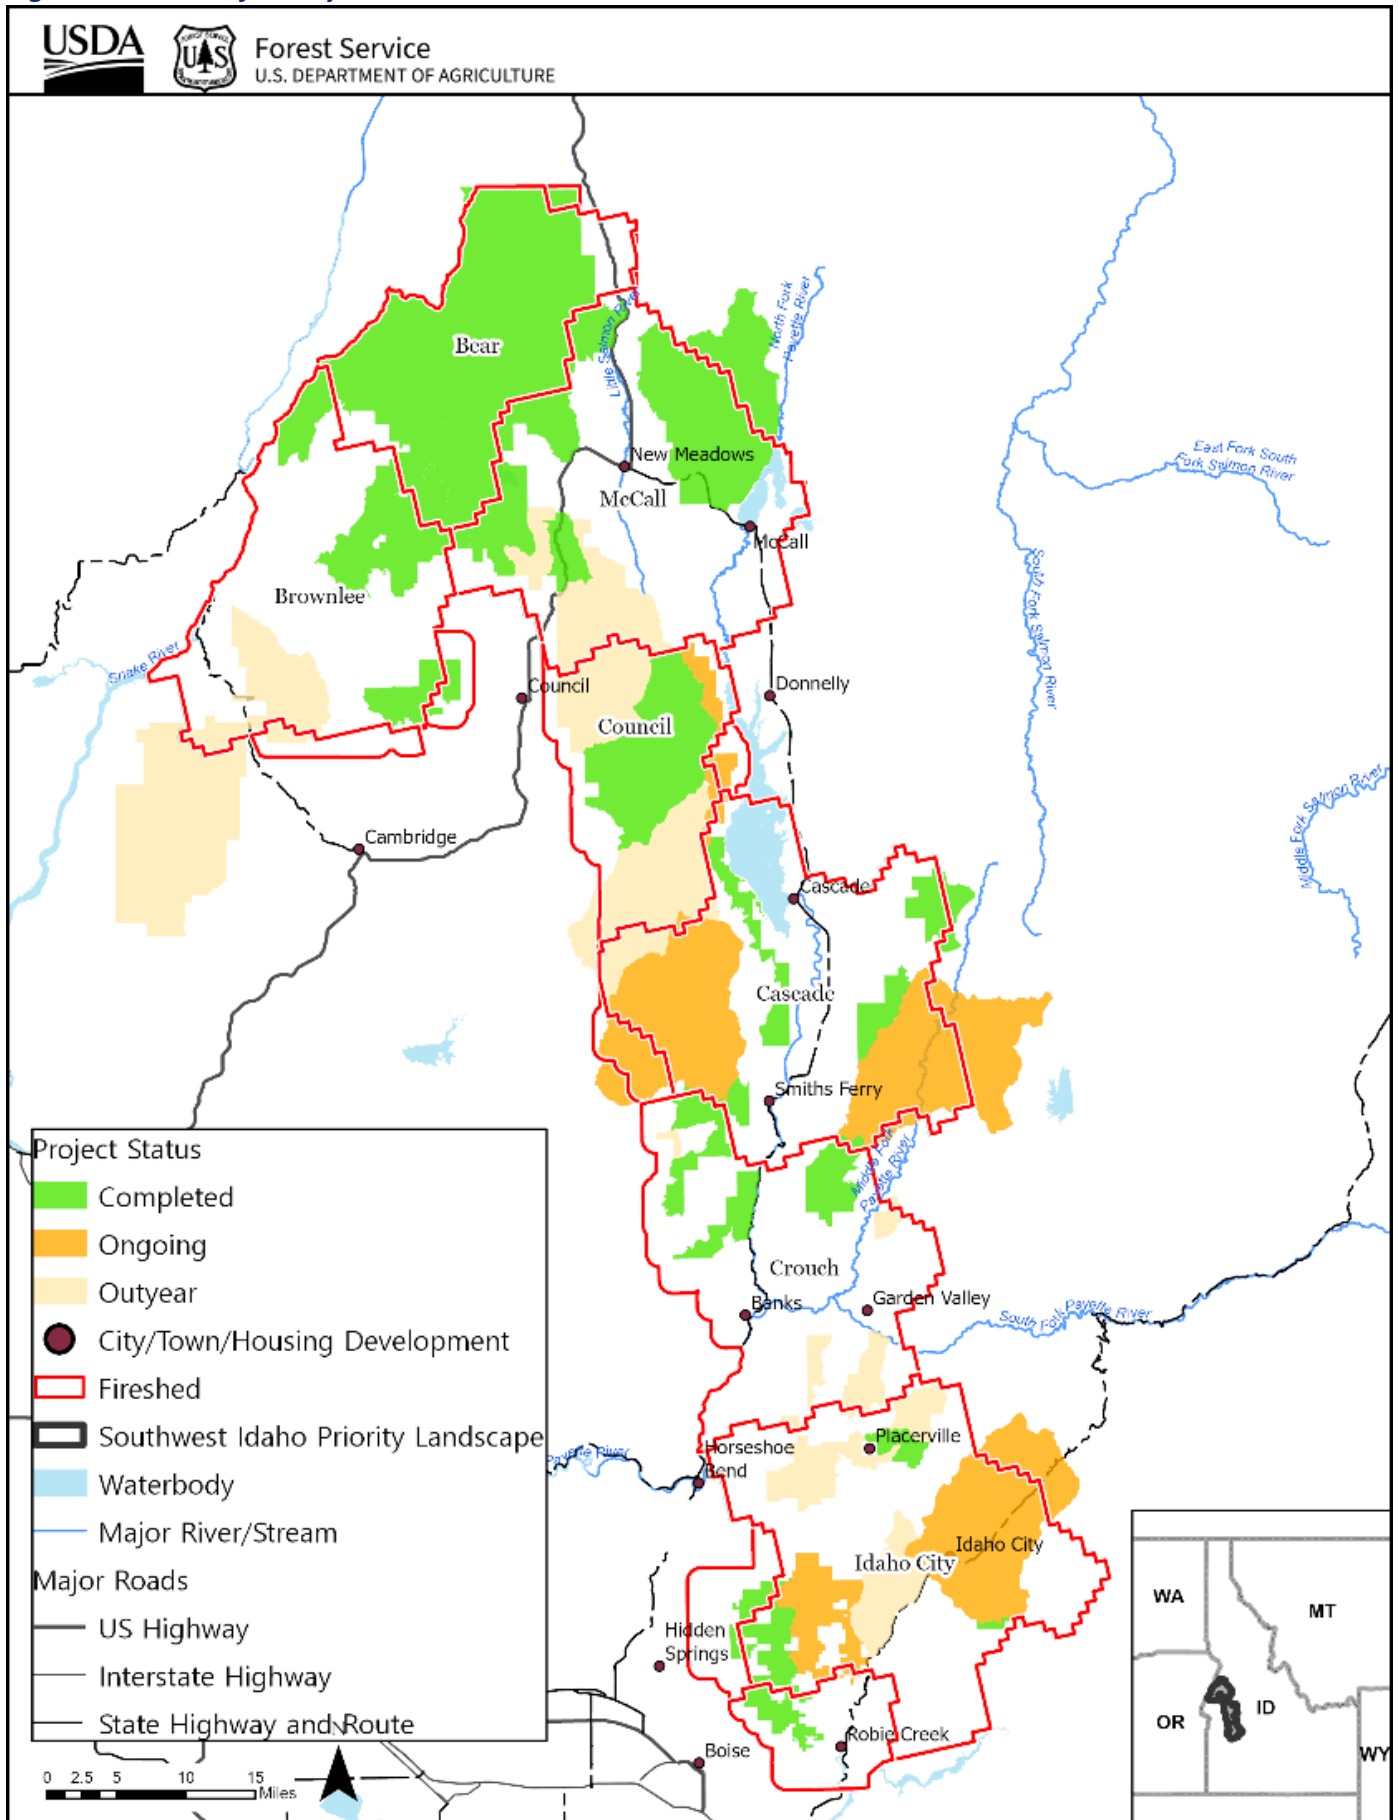 USDA
FOREST SERVICE
UAS
Forest Service
U.S. DEPARTMENT OF AGRICULTURE
Bear
Little Salmon River
North Fork
Payette River
New Meadows
McCall
McCall
East Fork South
Fork Salmon River
South Fork Salmon River
Brownlee
Snake River
Council
Donnelly
Council
Middle Fork Salmon River
Cambridge
Cascade
Cascade
Smiths Ferry
Middle Fork
Payette River
Crouch
Banks
Garden Valley
South Fork Payette River
Placerville
Horseshoe
Bend
Payette River
Idaho City
Idaho City
Hidden
Springs
Robie Creek
Boise
Project Status
Completed
Ongoing
Outyear
City/Town/Housing Development
Fireshed
Southwest Idaho Priority Landscape
Waterbody
Major River/Stream
Major Roads
US Highway
Interstate Highway
State Highway and Route
N
0 2.5 5 10 15
Miles
WA
MT
OR
ID
WY